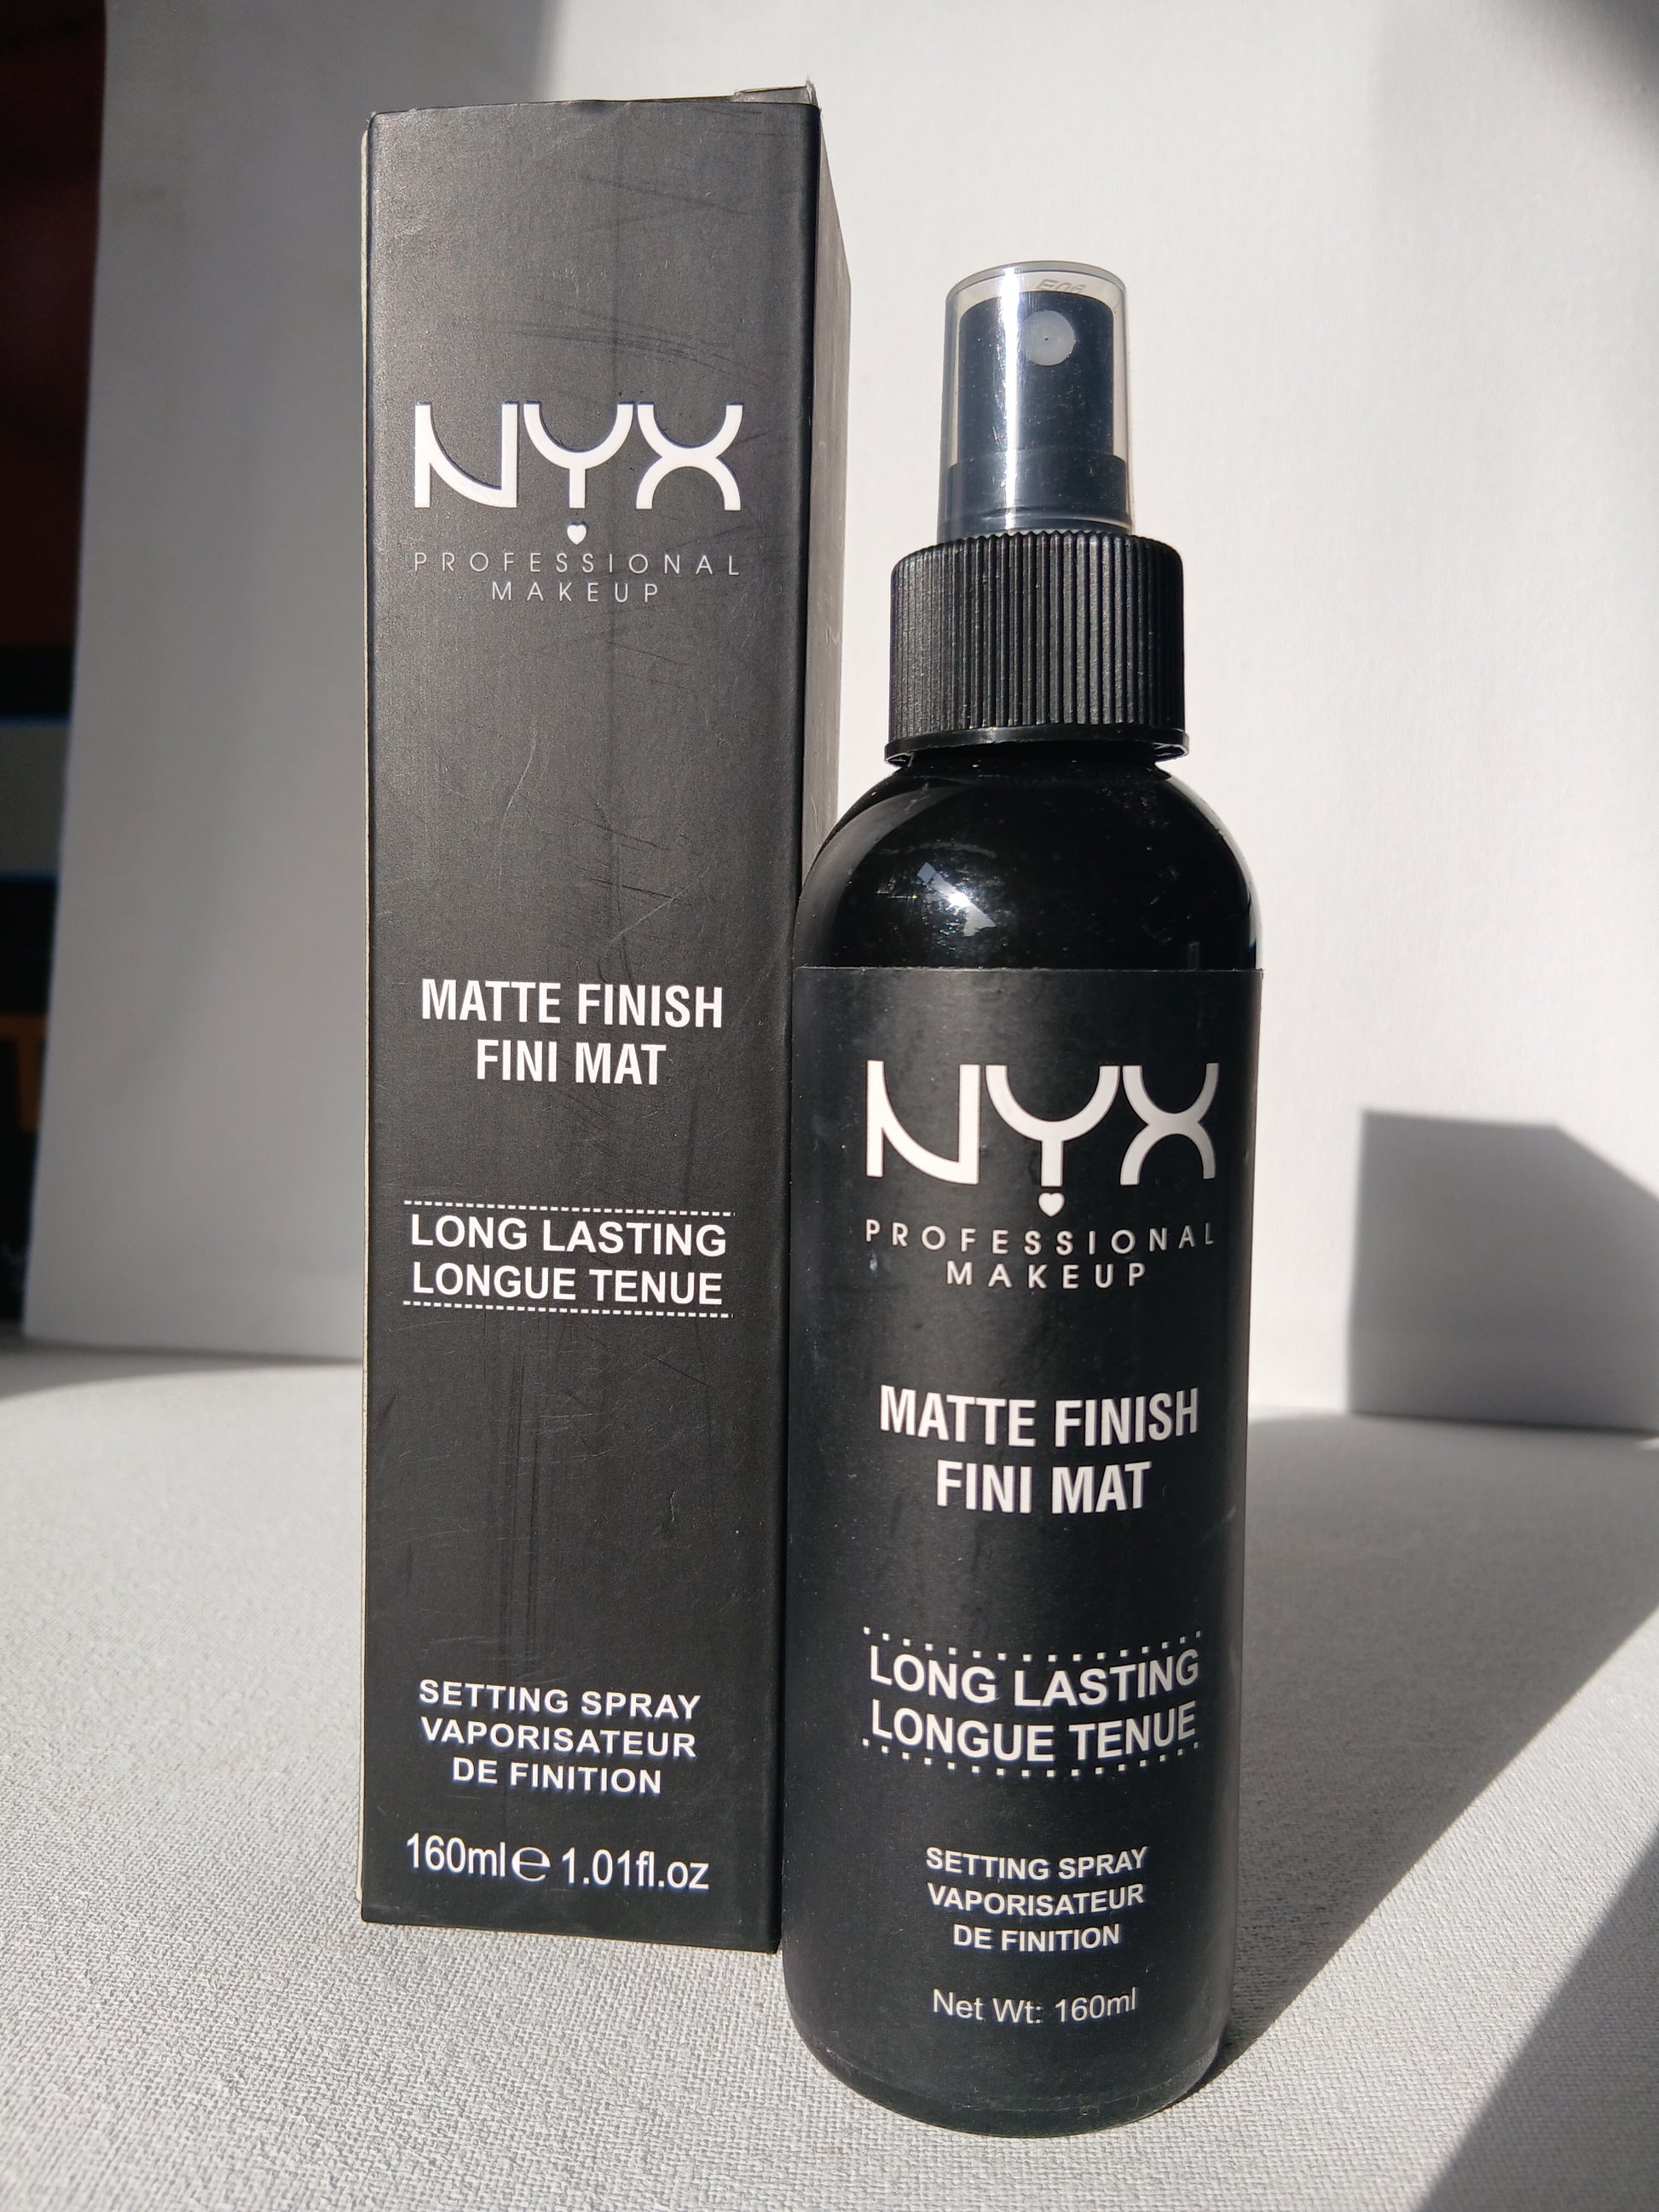 NYX
PROFESSIONAL
MAKEUP
MATTE FINISH
FINI MAT
LONG LASTING
LONGUE TENUE
SETTING SPRAY
VAPORISATEUR
DE FINITION
160ml℮1.01fl.oz
E06
NYX
PROFESSIONAL
MAKEUP
MATTE FINISH
FINI MAT
LONG LASTING
LONGUE TENUE
SETTING SPRAY
VAPORISATEUR
DE FINITION
Net Wt: 160ml